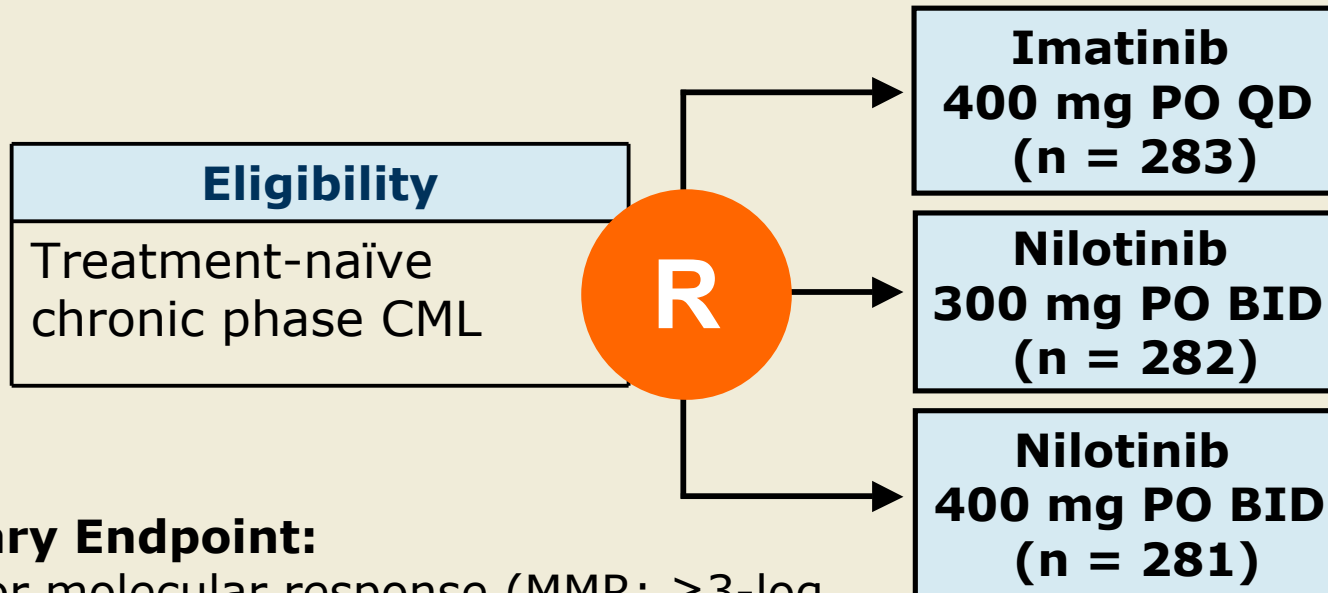 Eligibility
Treatment-naïve
chronic phase CML
R
Imatinib
400 mg PO QD
(n = 283)
Nilotinib
300 mg PO BID
(n = 282)
Nilotinib
400 mg PO BID
(n = 281)
Endpoint:
molecular response (MMR: ≥3-log